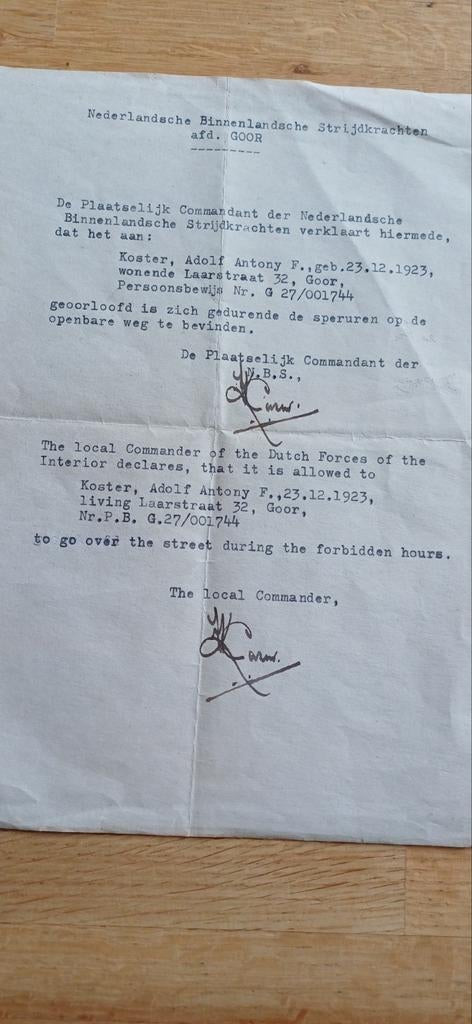 Nederlandsche Binnenlandsche Strijdkrachten
afd. GOOR
---------
De Plaatselijk Commandant der Nederlandsche
Binnenlandsche Strijdkrachten verklaart hiermede,
dat het aan:
Koster, Adolf Antony F.,geb.23.12.1923,
wonende Laarstraat 32, Goor,
Persoonsbewijs Nr. G 27/001744
geoorloofd is zich gedurende de speruren op de
openbare weg te bevinden.
De Plaatselijk Commandant der
N.B.S.,
The local Commander of the Dutch Forces of the
Interior declares, that it is allowed to
Koster, Adolf Antony F.,23.12.1923,
living Laarstraat 32, Goor,
Nr.P.B. G.27/001744
to go over the street during the forbidden hours.
The local Commander,